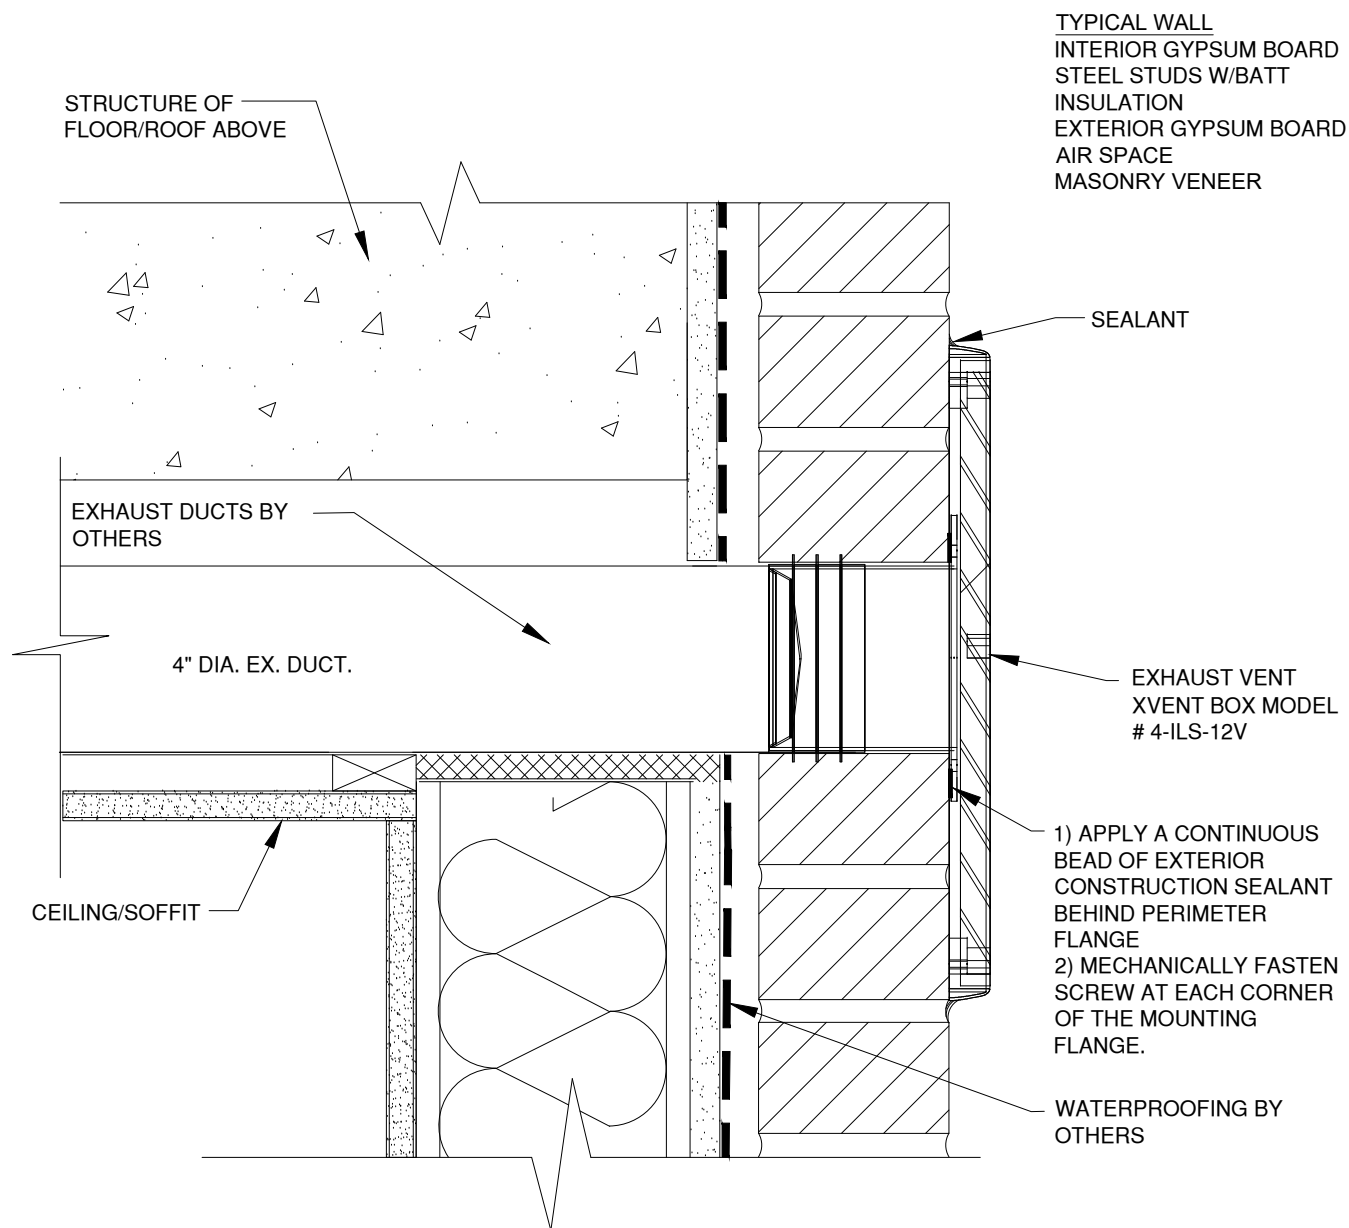 TYPICAL WALL
INTERIOR GYPSUM BOARD
STEEL STUDS W/BATT
INSULATION
EXTERIOR GYPSUM BOARD
AIR SPACE
MASONRY VENEER
STRUCTURE OF
FLOOR/ROOF ABOVE
SEALANT
EXHAUST DUCTS BY
OTHERS
4" DIA. EX. DUCT.
EXHAUST VENT
XVENT BOX MODEL
# 4-ILS-12V
1) APPLY A CONTINUOUS
BEAD OF EXTERIOR
CONSTRUCTION SEALANT
BEHIND PERIMETER
FLANGE
2) MECHANICALLY FASTEN
SCREW AT EACH CORNER
OF THE MOUNTING
FLANGE.
CEILING/SOFFIT
WATERPROOFING BY
OTHERS